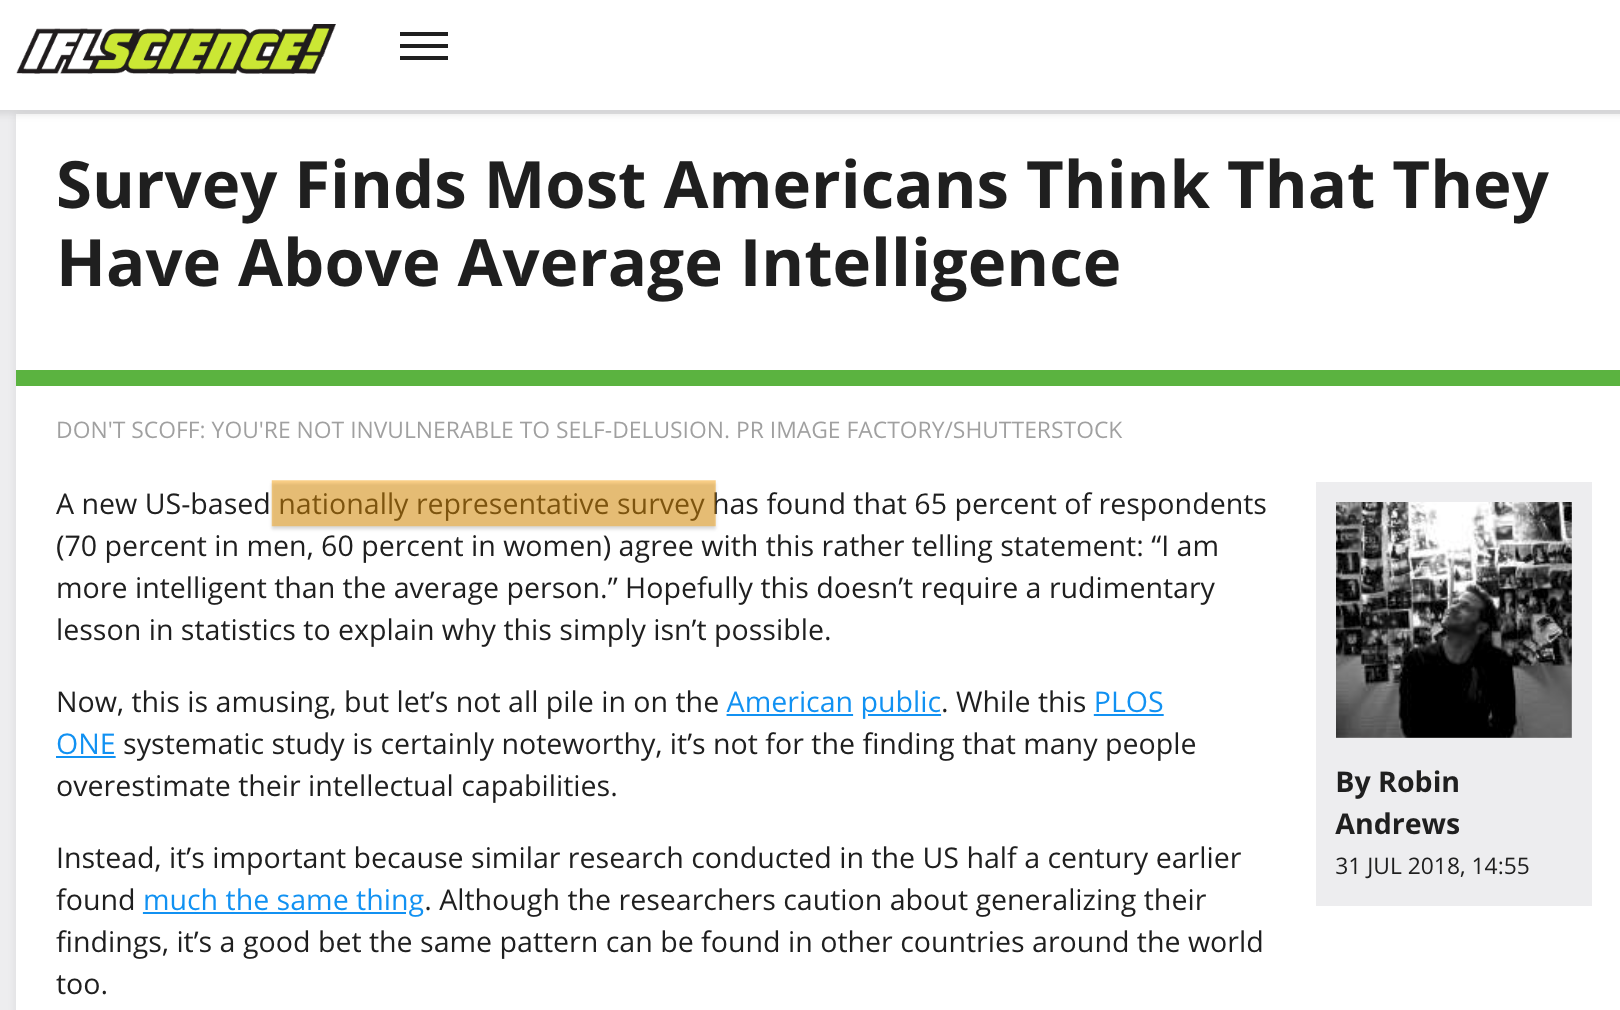 IFLSCIENCE!
Survey Finds Most Americans Think That They
Have Above Average Intelligence
DON'T SCOFF: YOU'RE NOT INVULNERABLE TO SELF-DELUSION. PR IMAGE FACTORY/SHUTTERSTOCK
A new US-based nationally representative survey has found that 65 percent of respondents
(70 percent in men, 60 percent in women) agree with this rather telling statement: “I am
more intelligent than the average person.” Hopefully this doesn’t require a rudimentary
lesson in statistics to explain why this simply isn’t possible.
Now, this is amusing, but let’s not all pile in on the American public. While this PLOS
ONE systematic study is certainly noteworthy, it’s not for the finding that many people
overestimate their intellectual capabilities.
Instead, it’s important because similar research conducted in the US half a century earlier
found much the same thing. Although the researchers caution about generalizing their
findings, it’s a good bet the same pattern can be found in other countries around the world
too.
By Robin
Andrews
31 JUL 2018, 14:55